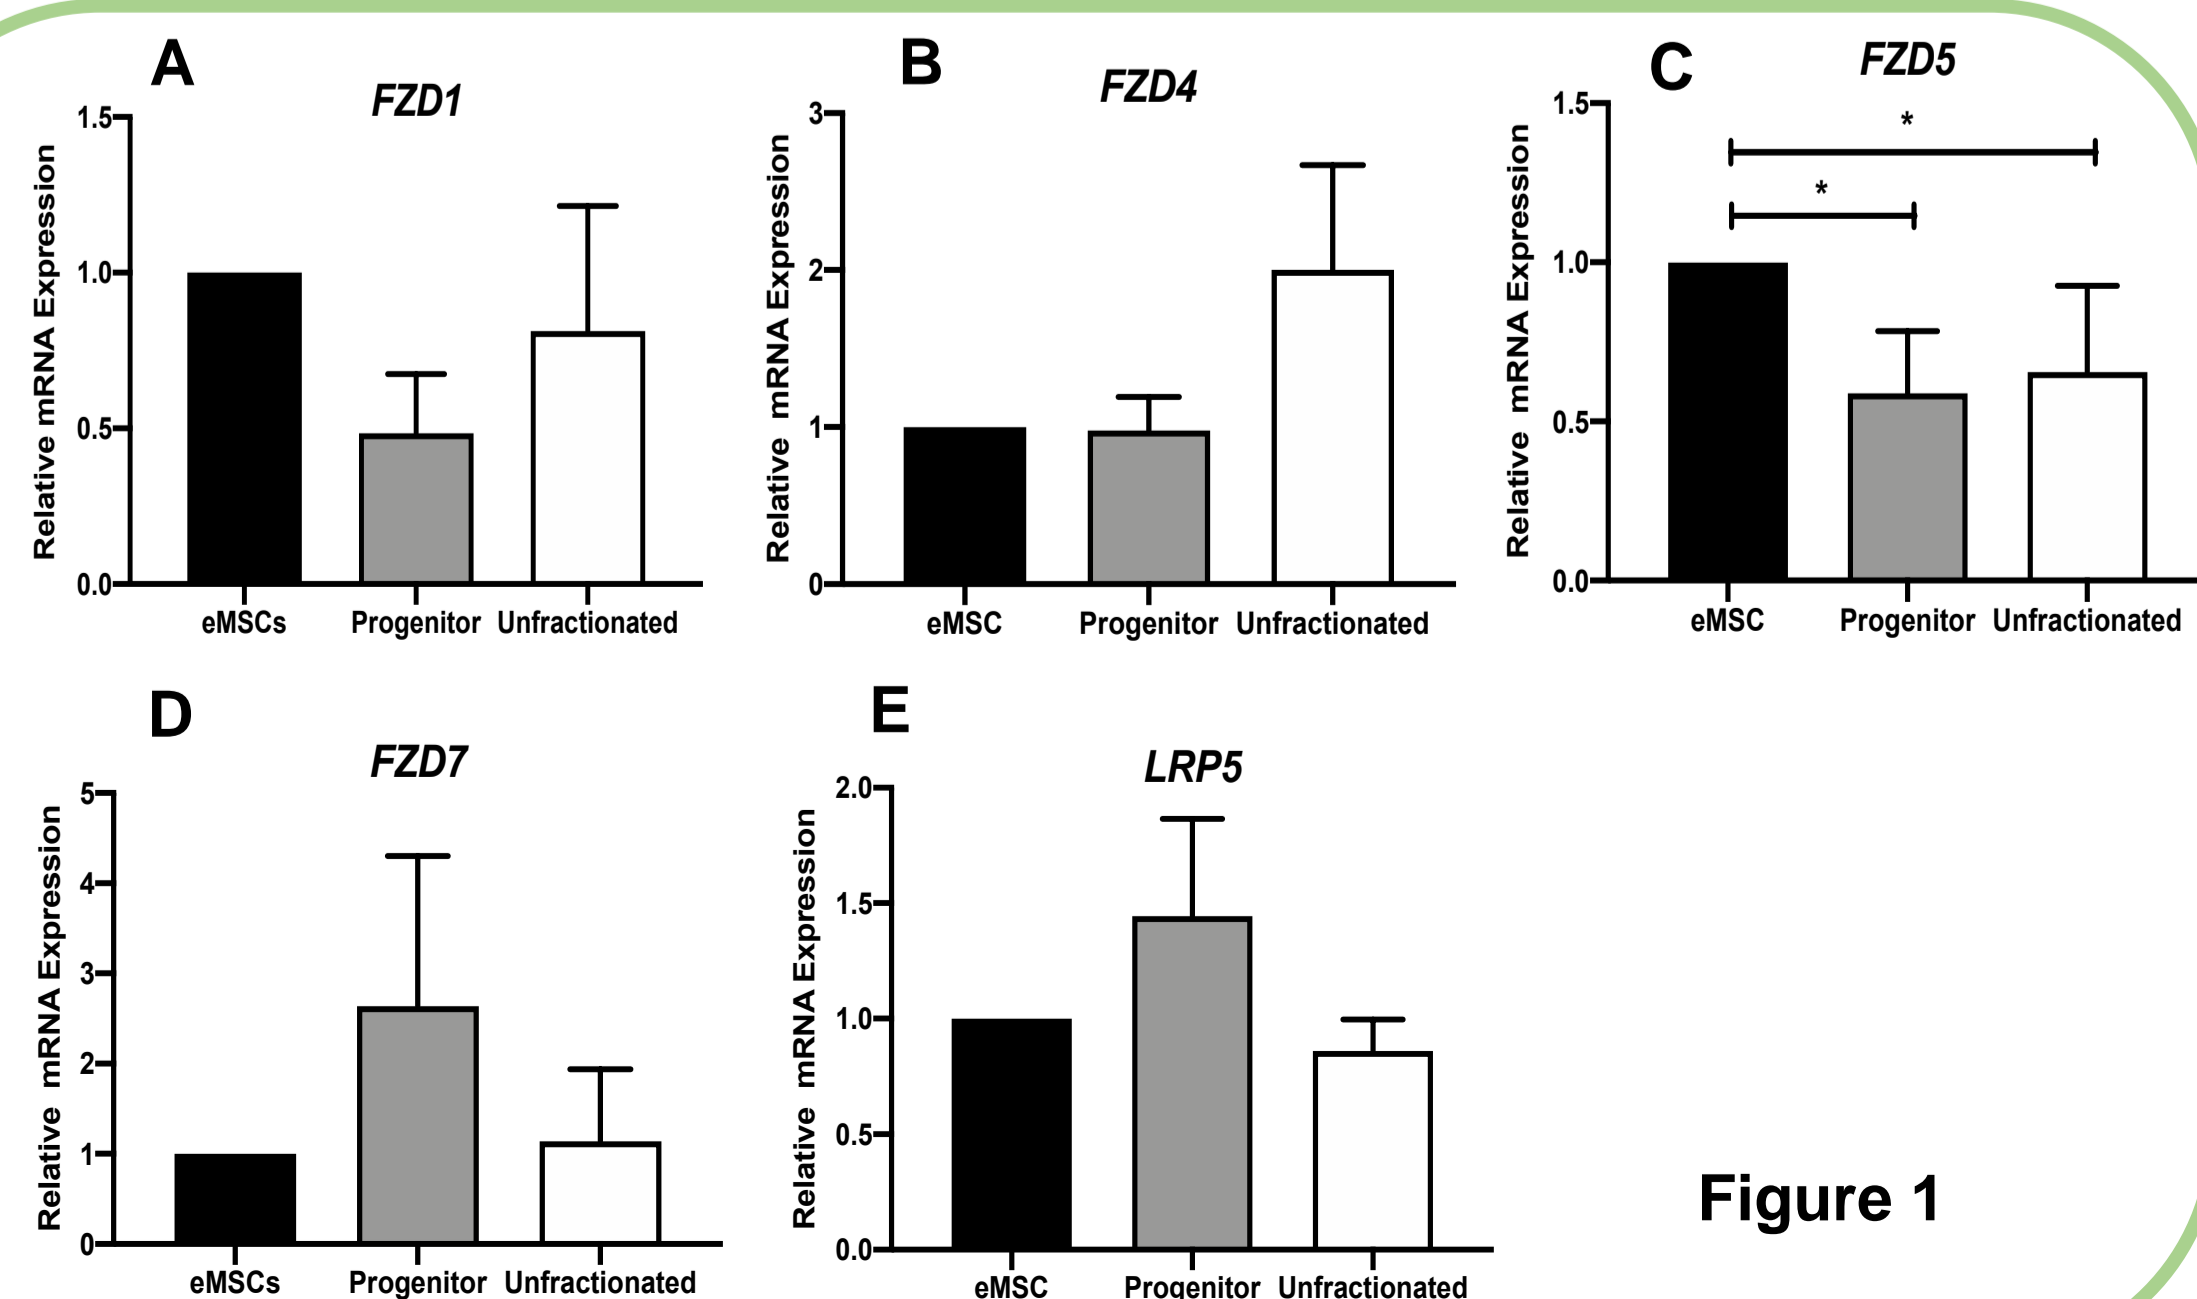 A
FZD1
Relative mRNA Expression
1.5
1.0
0.5
0.0
eMSCs Progenitor Unfractionated
B
FZD4
Relative mRNA Expression
3
2
1
0
eMSC Progenitor Unfractionated
C
FZD5
Relative mRNA Expression
1.5
1.0
0.5
0.0
*
*
eMSC Progenitor Unfractionated
D
FZD7
Relative mRNA Expression
5
4
3
2
1
0
eMSCs Progenitor Unfractionated
E
LRP5
Relative mRNA Expression
2.0
1.5
1.0
0.5
0.0
eMSC Progenitor Unfractionated
Figure 1